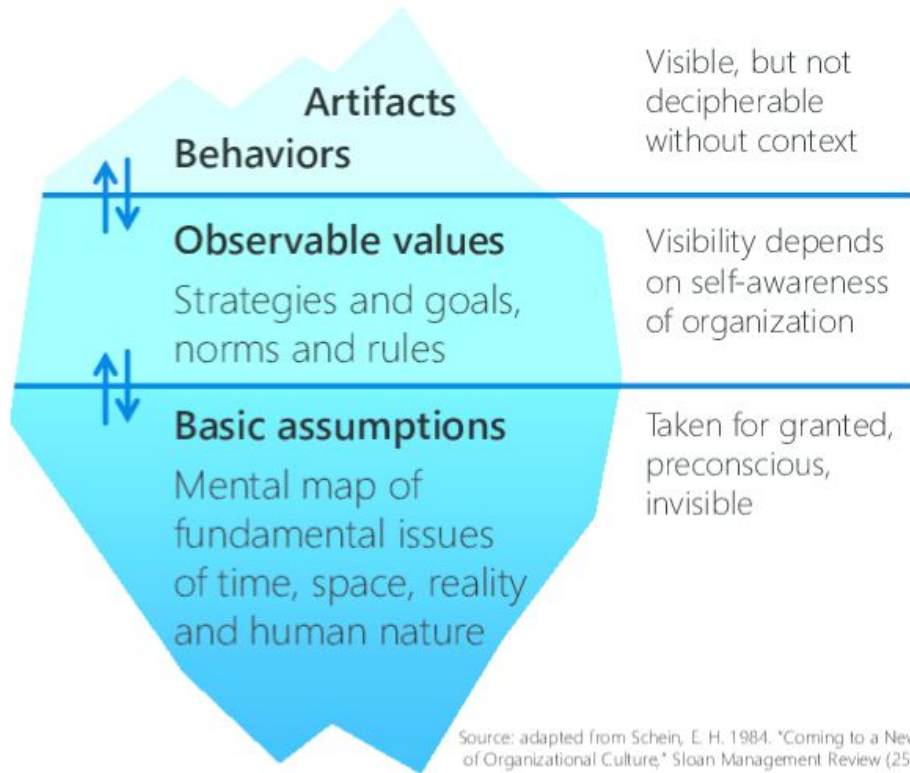 Artifacts
Behaviors
Visible, but not
decipherable
without context
Observable values
Strategies and goals,
norms and rules
Visibility depends
on self-awareness
of organization
Basic assumptions
Mental map of
fundamental issues
of time, space, reality
and human nature
Taken for granted,
preconscious,
invisible
Source: adapted from Schein, E. H. 1984. "Coming to a New
of Organizational Culture," Sloan Management Review (25